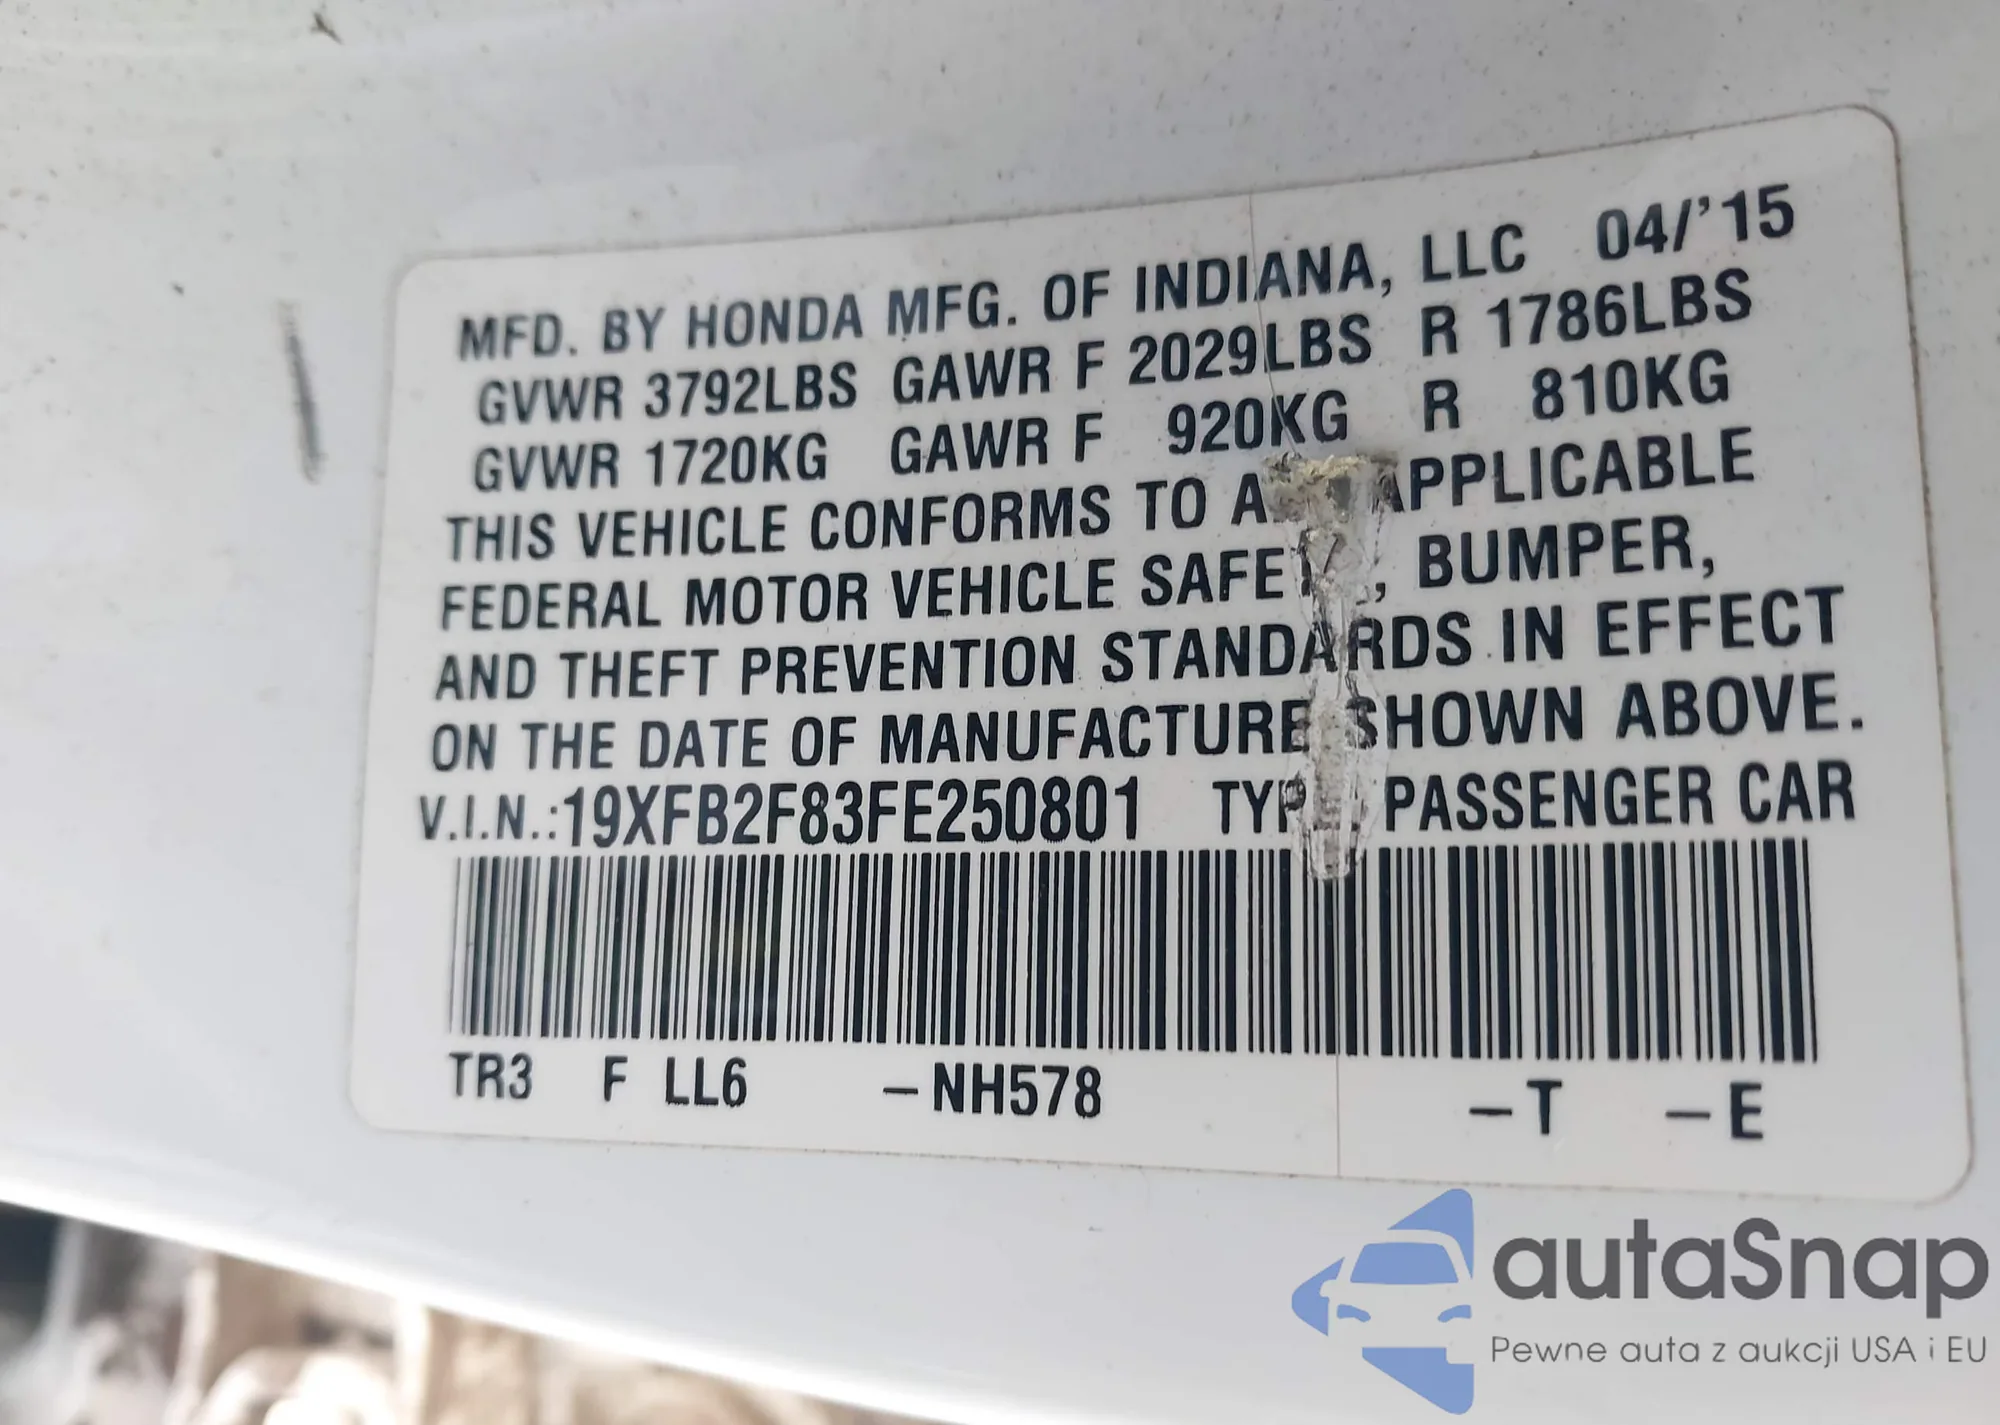 MFD. BY HONDA MFG. OF INDIANA, LLC 04/'15
GVWR 3792LBS GAWR F 2029LBS R 1786LBS
GVWR 1720KG GAWR F 920KG R 810KG
THIS VEHICLE CONFORMS TO APPLICABLE
FEDERAL MOTOR VEHICLE SAFETY, BUMPER,
AND THEFT PREVENTION STANDARDS IN EFFECT
ON THE DATE OF MANUFACTURE SHOWN ABOVE.
V.I.N.:19XFB2F83FE250801 TYP PASSENGER CAR
TR3 F LL6 –NH578 –T –E
autaSnap
Pewne auta z aukcji USA i EU